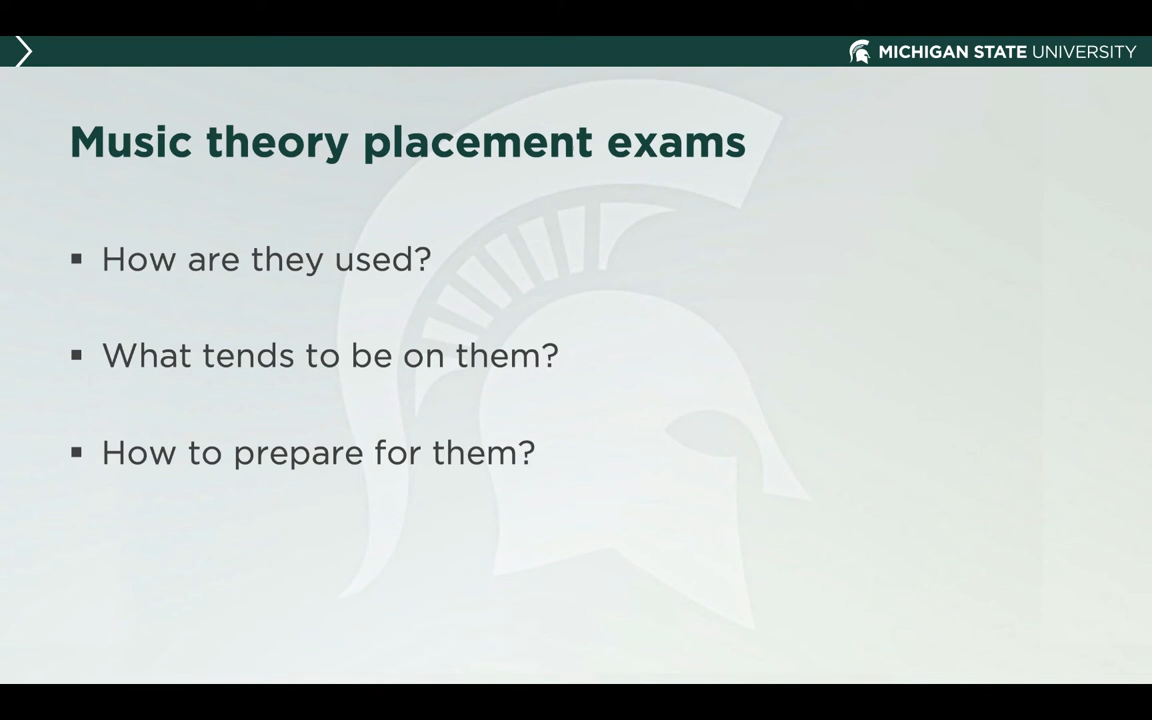 MICHIGAN STATE UNIVERSITY
Music theory placement exams
▪ How are they used?
▪ What tends to be on them?
▪ How to prepare for them?